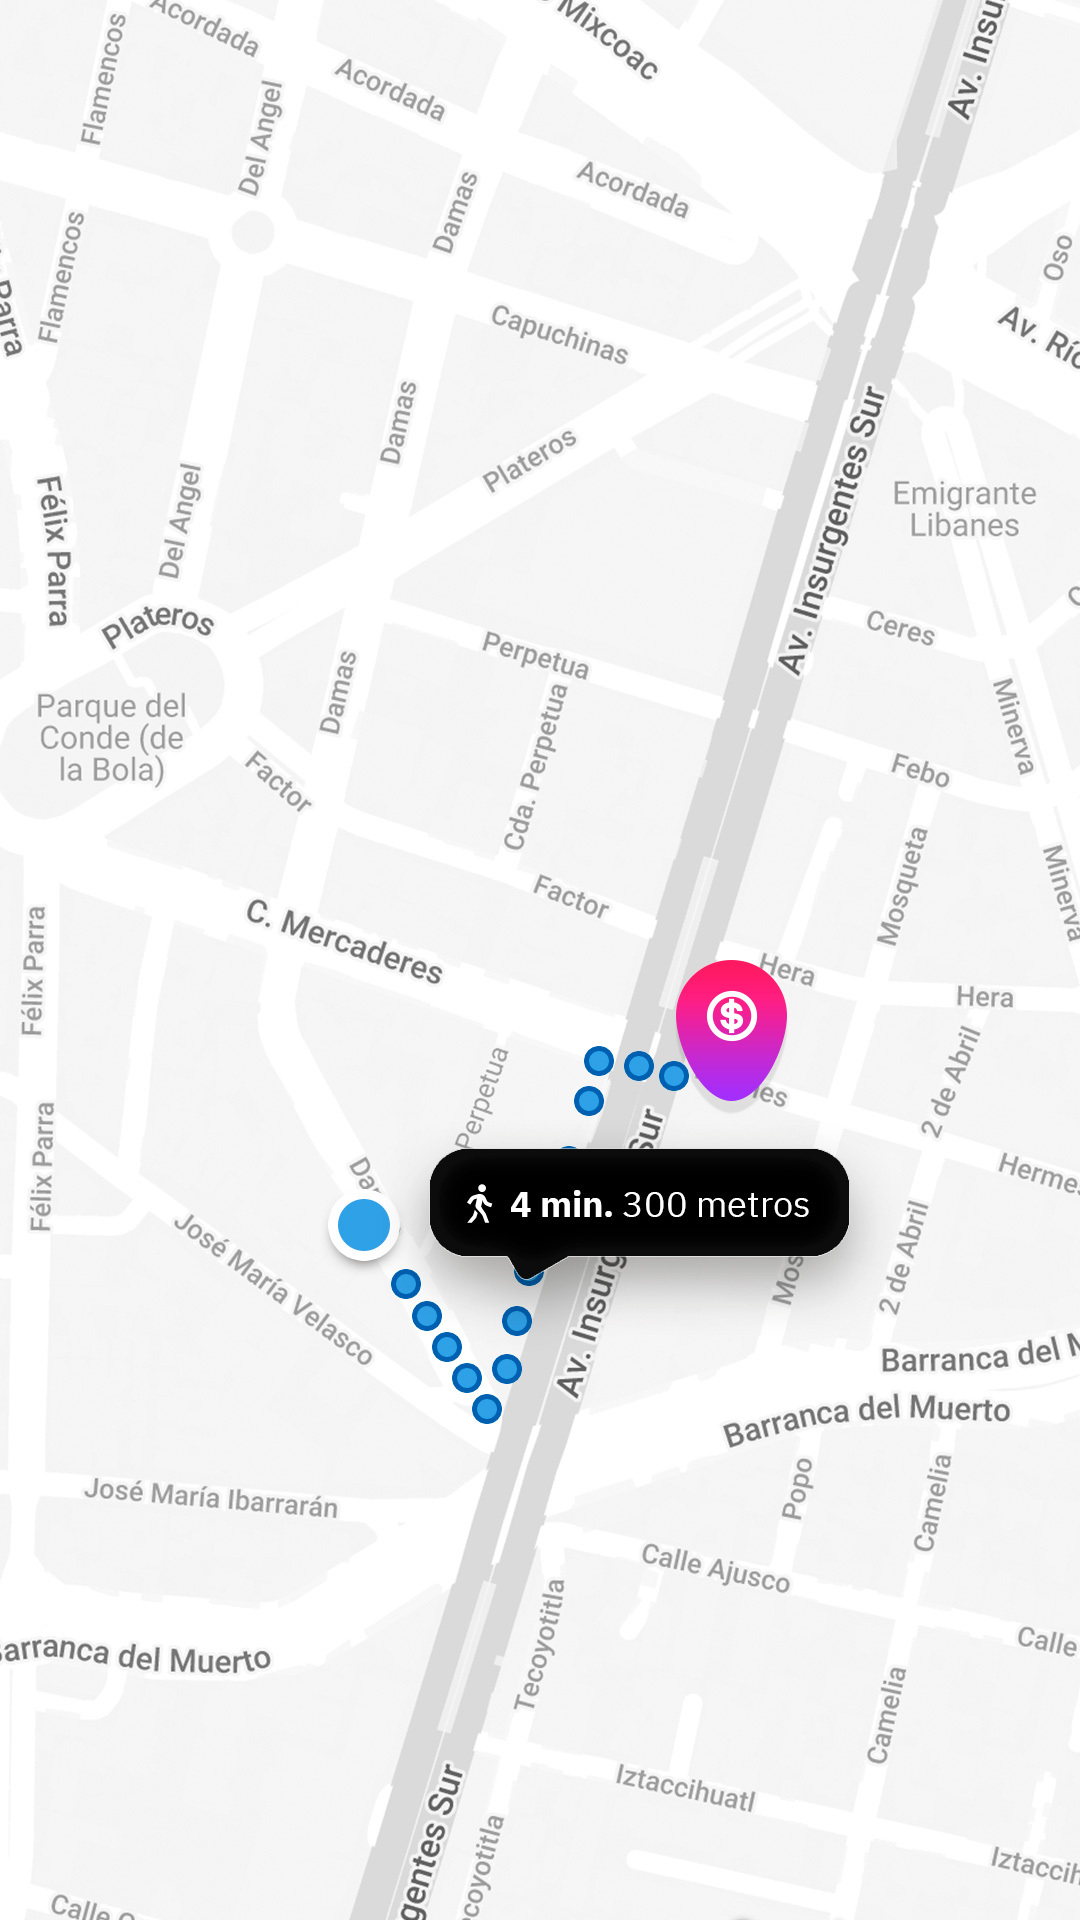 Mixcoac
Acordada
Flamencos
Av. Insu
Acordada
Del Angel
Acordada
Damas
Flamencos
Oso
Parra
Capuchinas
Av. Río
Damas
Av. Insurgentes Sur
Plateros
Félix Parra
Del Angel
Emigrante
Libanes
Plateros
Ceres
Perpetua
Damas
Parque del
Conde (de
la Bola)
Cda. Perpetua
Minerva
Factor
Febo
Mosqueta
Minerva
Factor
C. Mercaderes
Félix Parra
Hera
Hera
$
Perpetua
2 de Abril
Félix Parra
Sur
Hermes
4 min. 300 metros
José María Velasco
2 de Abril
Av. Insurg
Barranca del M
Barranca del Muerto
José María Ibarrarán
Popo
Camelia
Calle Ajusco
Tecoyotitla
Calle
Barranca del Muerto
Camelia
Iztaccihuatl
gentes Sur
ecoyotitla
Iztaccih
Calle